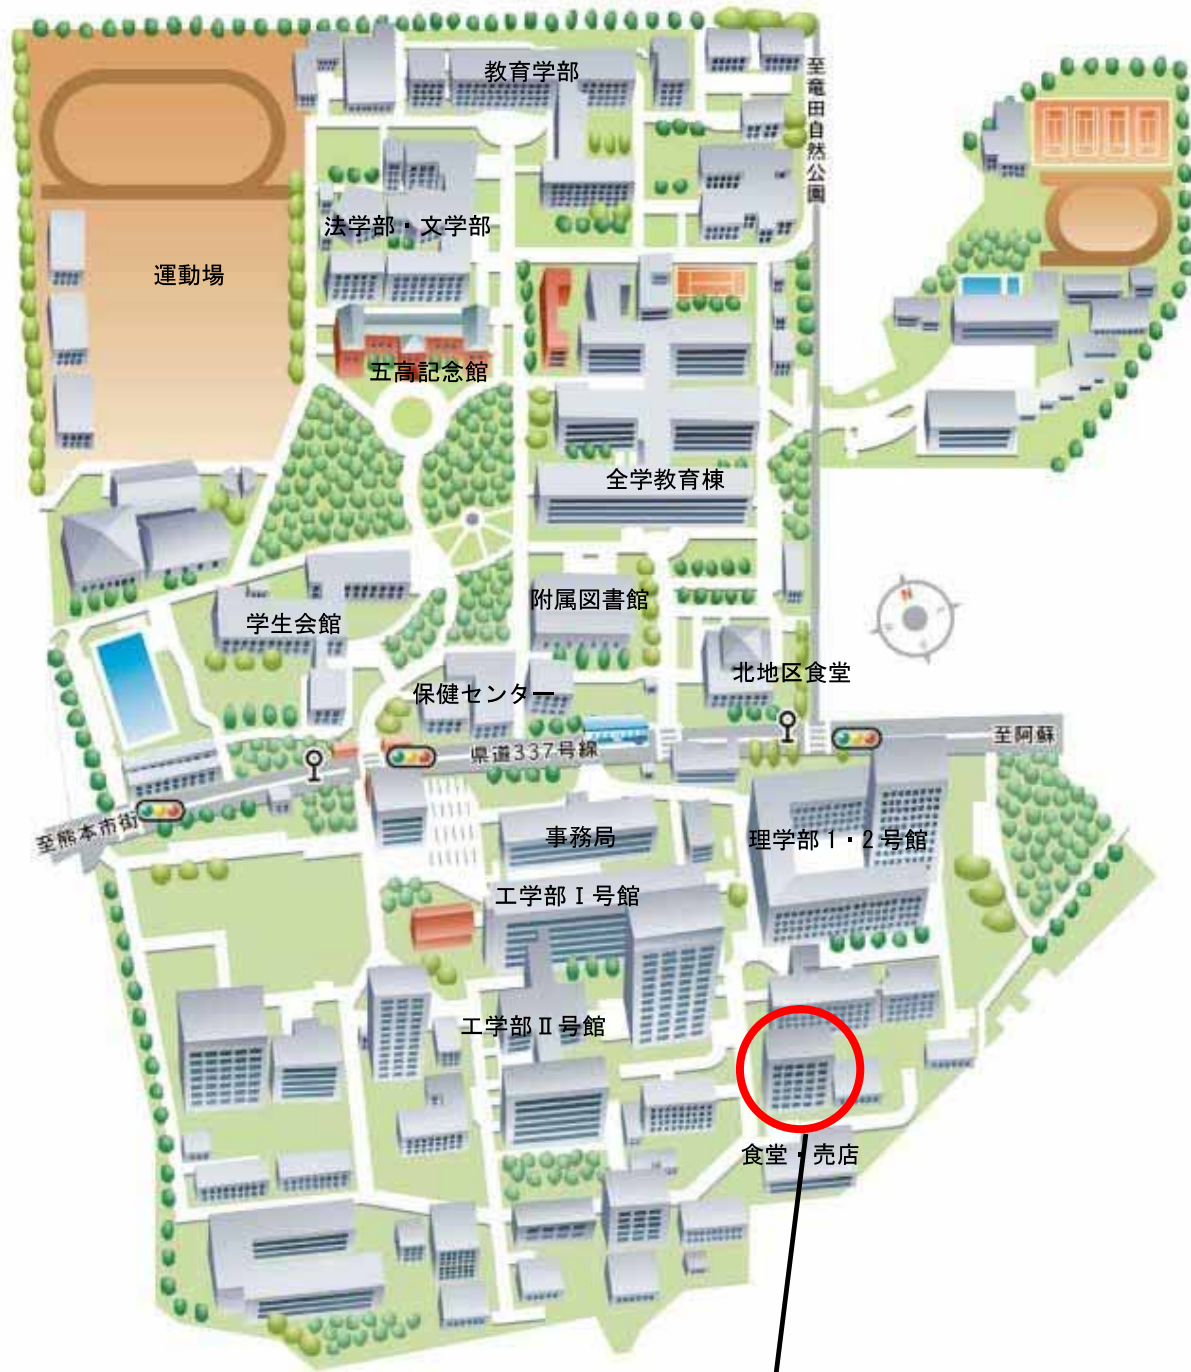 教育学部
至竜田自然公園
法学部・文学部
運動場
五高記念館
全学教育棟
附属図書館
N
学生会館
北地区食堂
保健センター
県道337号線
至阿蘇
至熊本市街
事務局
理学部1・2号館
工学部Ⅰ号館
工学部Ⅱ号館
食堂・売店